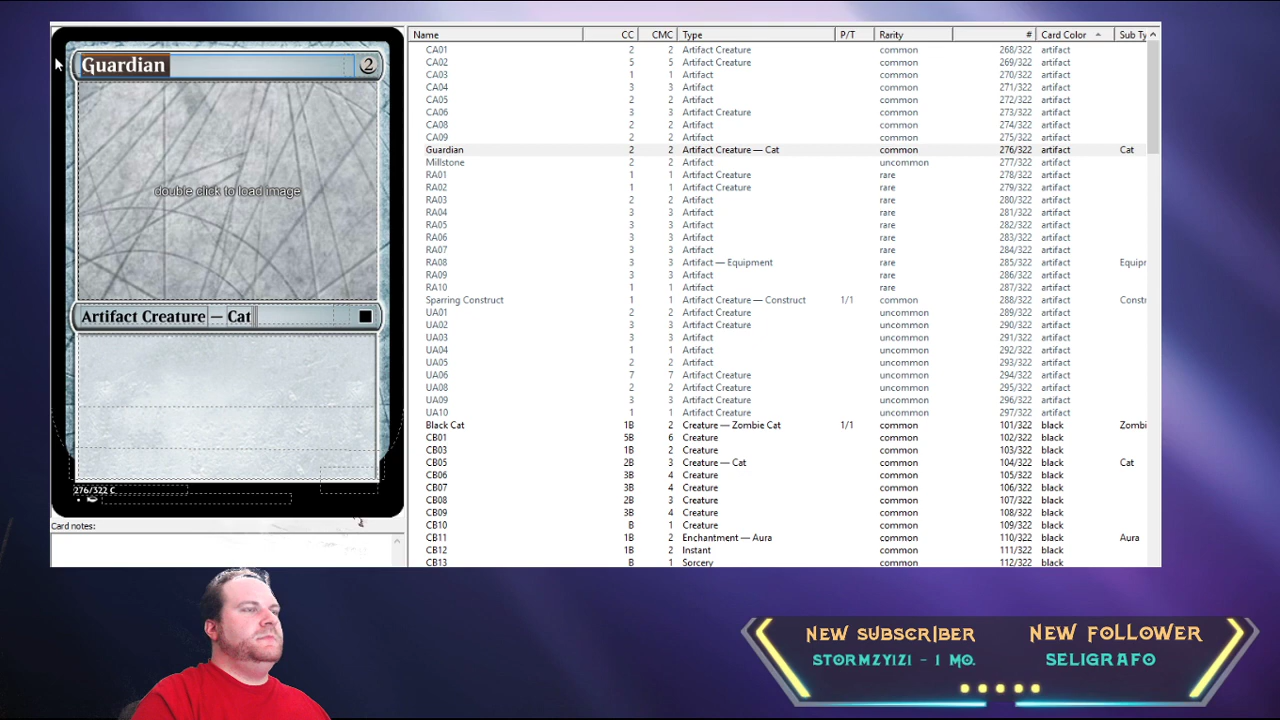 Guardian 2
double click to load image
Artifact Creature — Cat
276/322 C
Card notes:
Name CC CMC Type P/T Rarity # Card Color Sub Ty
CA01 2 2 Artifact Creature common 268/322 artifact
CA02 5 5 Artifact Creature common 269/322 artifact
CA03 1 1 Artifact common 270/322 artifact
CA04 3 3 Artifact common 271/322 artifact
CA05 2 2 Artifact common 272/322 artifact
CA06 3 3 Artifact Creature common 273/322 artifact
CA08 2 2 Artifact common 274/322 artifact
CA09 2 2 Artifact common 275/322 artifact
Guardian 2 2 Artifact Creature — Cat common 276/322 artifact Cat
Millstone 2 2 Artifact uncommon 277/322 artifact
RA01 1 1 Artifact Creature rare 278/322 artifact
RA02 1 1 Artifact Creature rare 279/322 artifact
RA03 2 2 Artifact rare 280/322 artifact
RA04 3 3 Artifact rare 281/322 artifact
RA05 3 3 Artifact rare 282/322 artifact
RA06 3 3 Artifact rare 283/322 artifact
RA07 3 3 Artifact rare 284/322 artifact
RA08 3 3 Artifact — Equipment rare 285/322 artifact Equipr
RA09 3 3 Artifact rare 286/322 artifact
RA10 1 1 Artifact rare 287/322 artifact
Sparring Construct 1 1 Artifact Creature — Construct 1/1 common 288/322 artifact Constr
UA01 2 2 Artifact Creature uncommon 289/322 artifact
UA02 3 3 Artifact Creature uncommon 290/322 artifact
UA03 3 3 Artifact uncommon 291/322 artifact
UA04 1 1 Artifact uncommon 292/322 artifact
UA05 2 2 Artifact uncommon 293/322 artifact
UA06 7 7 Artifact Creature uncommon 294/322 artifact
UA08 2 2 Artifact Creature uncommon 295/322 artifact
UA09 3 3 Artifact Creature uncommon 296/322 artifact
UA10 1 1 Artifact Creature uncommon 297/322 artifact
Black Cat 1B 2 Creature — Zombie Cat 1/1 common 101/322 black Zombi
CB01 5B 6 Creature common 102/322 black
CB03 1B 2 Creature common 103/322 black
CB05 2B 3 Creature — Cat common 104/322 black Cat
CB06 3B 4 Creature common 105/322 black
CB07 3B 4 Creature common 106/322 black
CB08 2B 3 Creature common 107/322 black
CB09 3B 4 Creature common 108/322 black
CB10 B 1 Creature common 109/322 black
CB11 1B 2 Enchantment — Aura common 110/322 black Aura
CB12 1B 2 Instant common 111/322 black
CB13 B 1 Sorcery common 112/322 black
NEW SUBSCRIBER
STORMZYIZI - 1 MO.
NEW FOLLOWER
SELIGRAFO